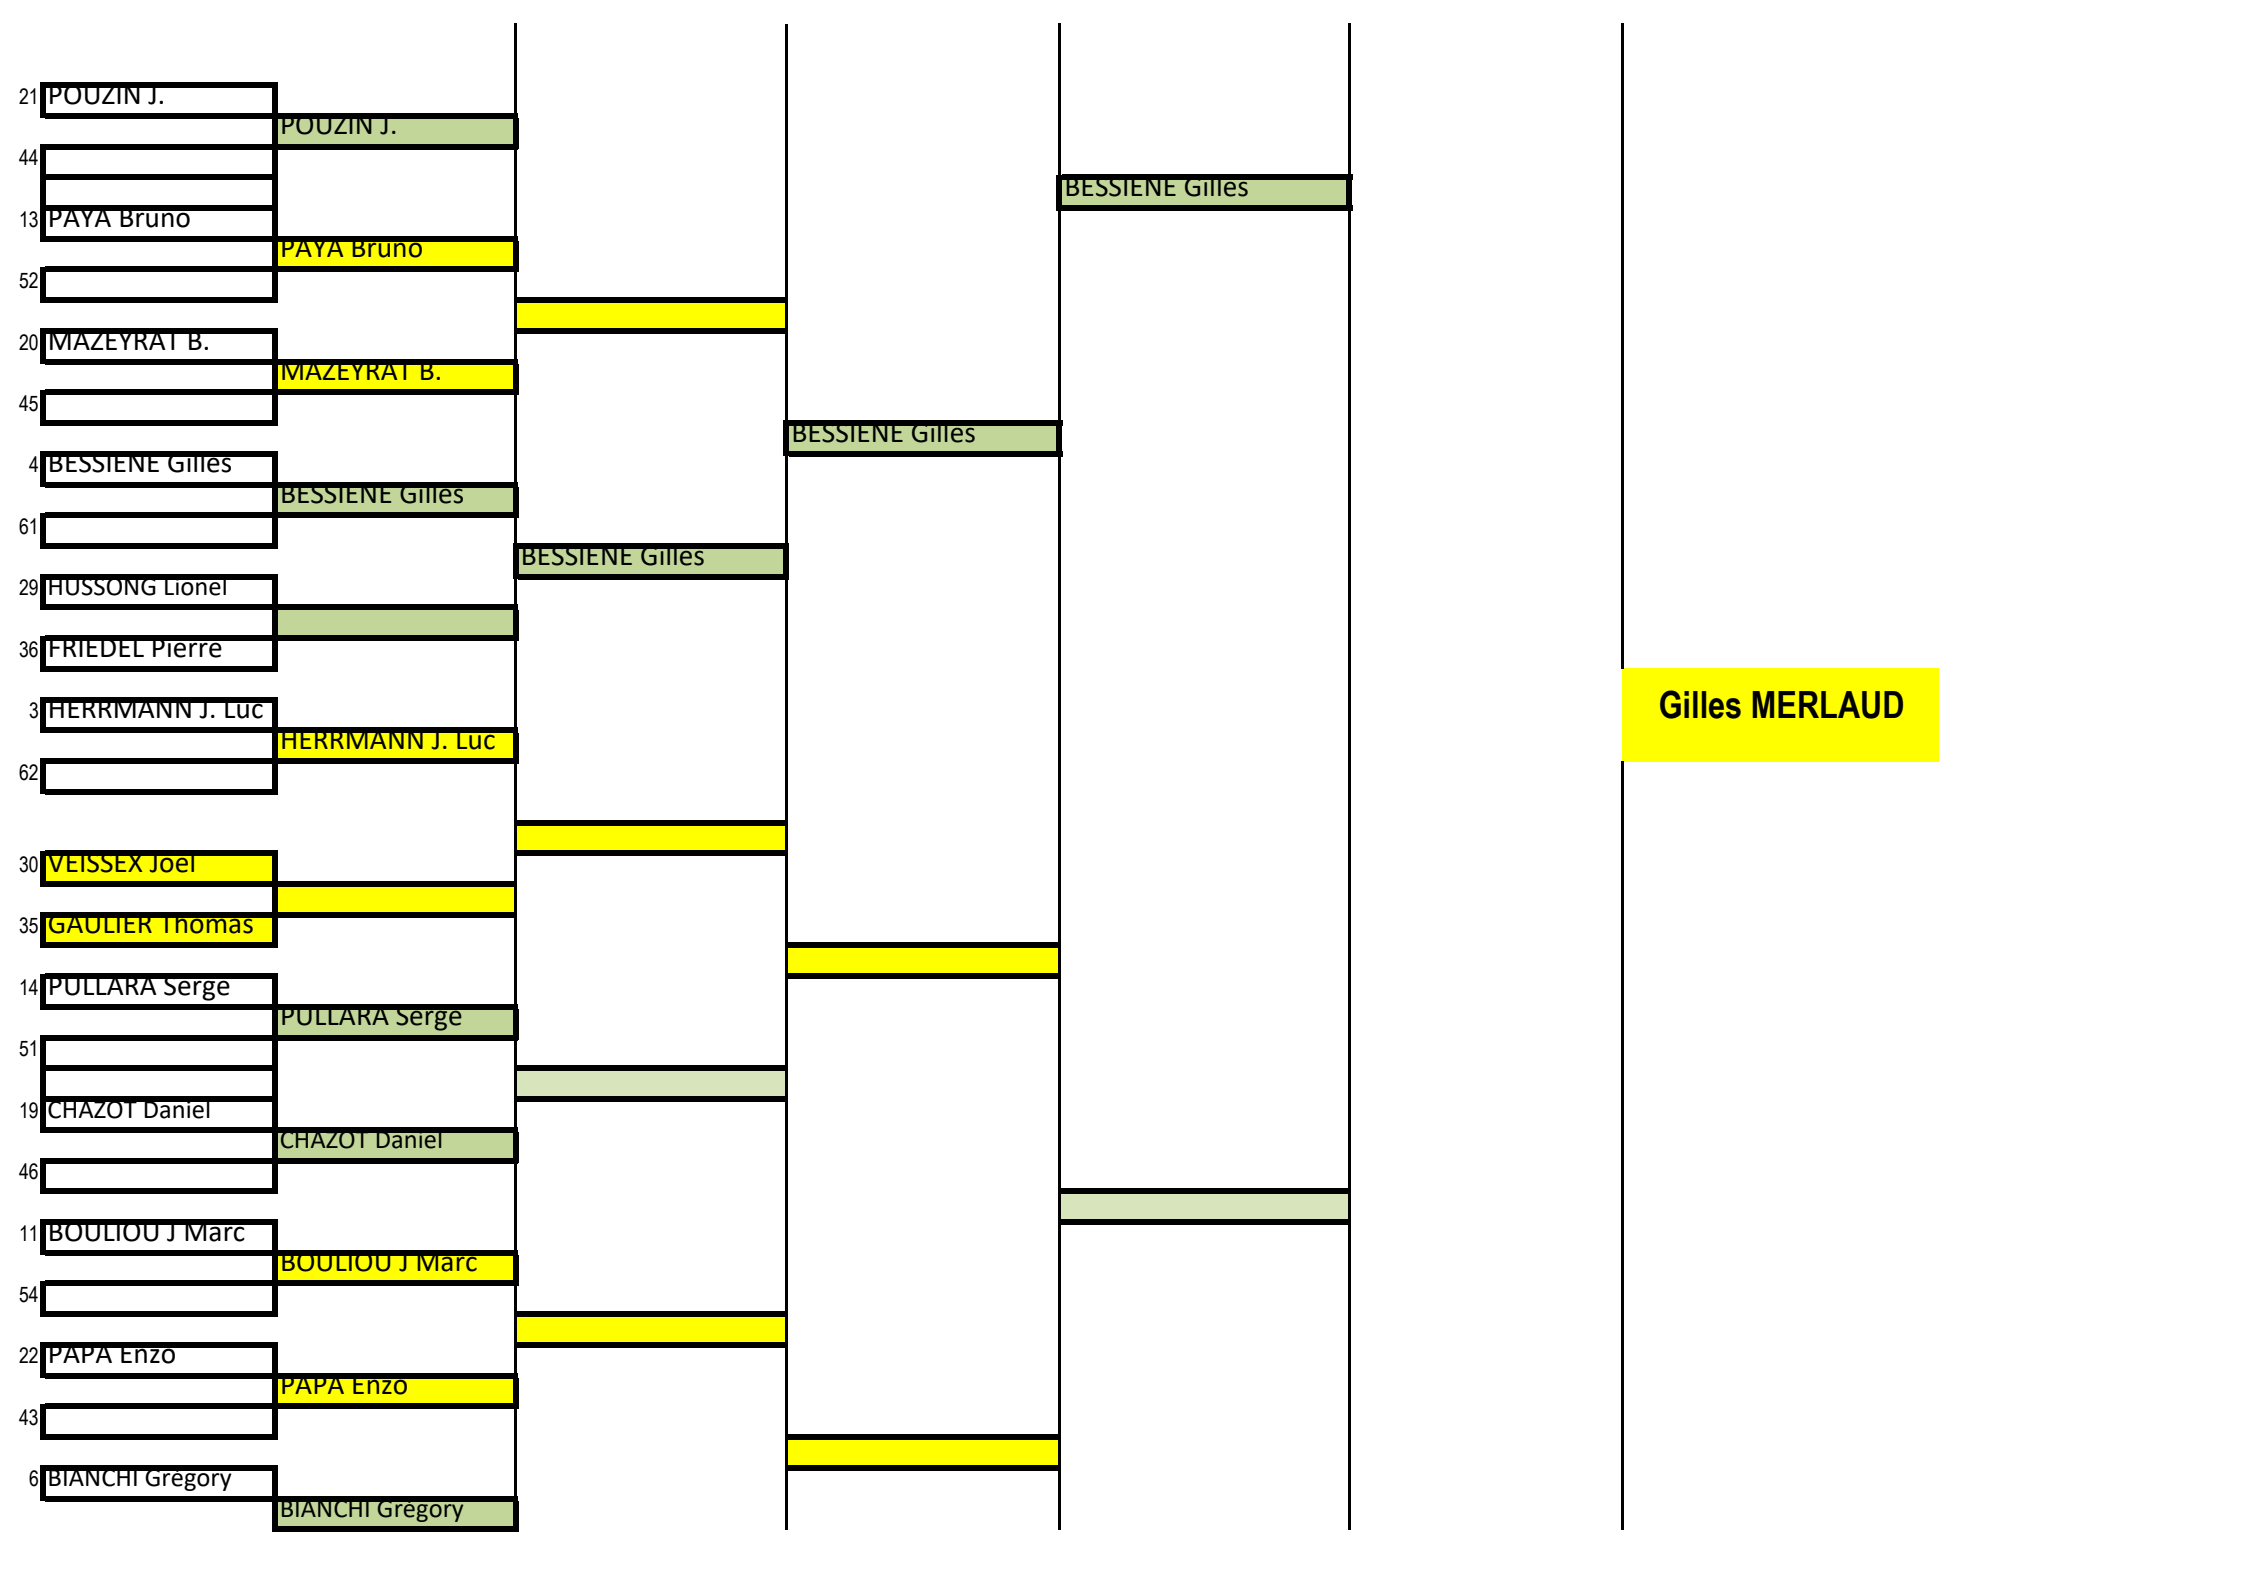 21 POUZIN J.
POUZIN J.
44
BESSIENE Gilles
13 PAYA Bruno
PAYA Bruno
52
20 MAZEYRAT B.
MAZEYRAT B.
45
BESSIENE Gilles
4 BESSIENE Gilles
BESSIENE Gilles
61
BESSIENE Gilles
29 HUSSONG Lionel
36 FRIEDEL Pierre
3 HERRMANN J. Luc
Gilles MERLAUD
HERRMANN J. Luc
62
30 VEISSEX Joel
35 GAULIER Thomas
14 PULLARA Serge
PULLARA Serge
51
19 CHAZOT Daniel
CHAZOT Daniel
46
11 BOULIOU J Marc
BOULIOU J Marc
54
22 PAPA Enzo
PAPA Enzo
43
6 BIANCHI Grégory
BIANCHI Grégory